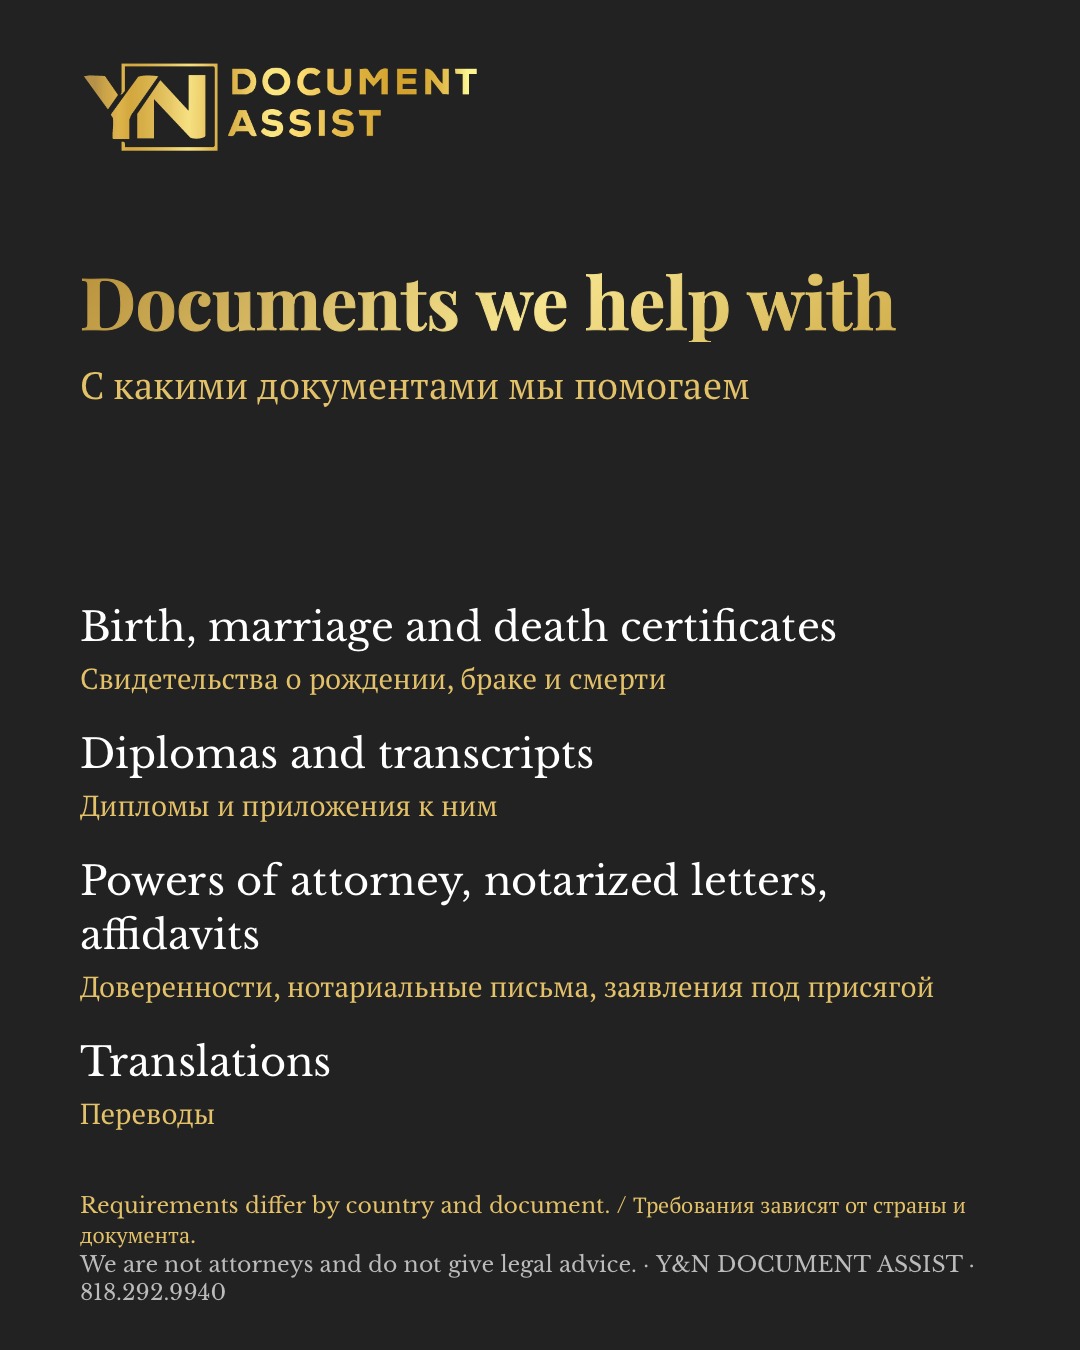 YN DOCUMENT
ASSIST
Documents we help with
С какими документами мы помогаем
Birth, marriage and death certificates
Свидетельства о рождении, браке и смерти
Diplomas and transcripts
Дипломы и приложения к ним
Powers of attorney, notarized letters,
affidavits
Доверенности, нотариальные письма, заявления под присягой
Translations
Переводы
Requirements differ by country and document. / Требования зависят от страны и
документа.
We are not attorneys and do not give legal advice. · Y&N DOCUMENT ASSIST ·
818.292.9940